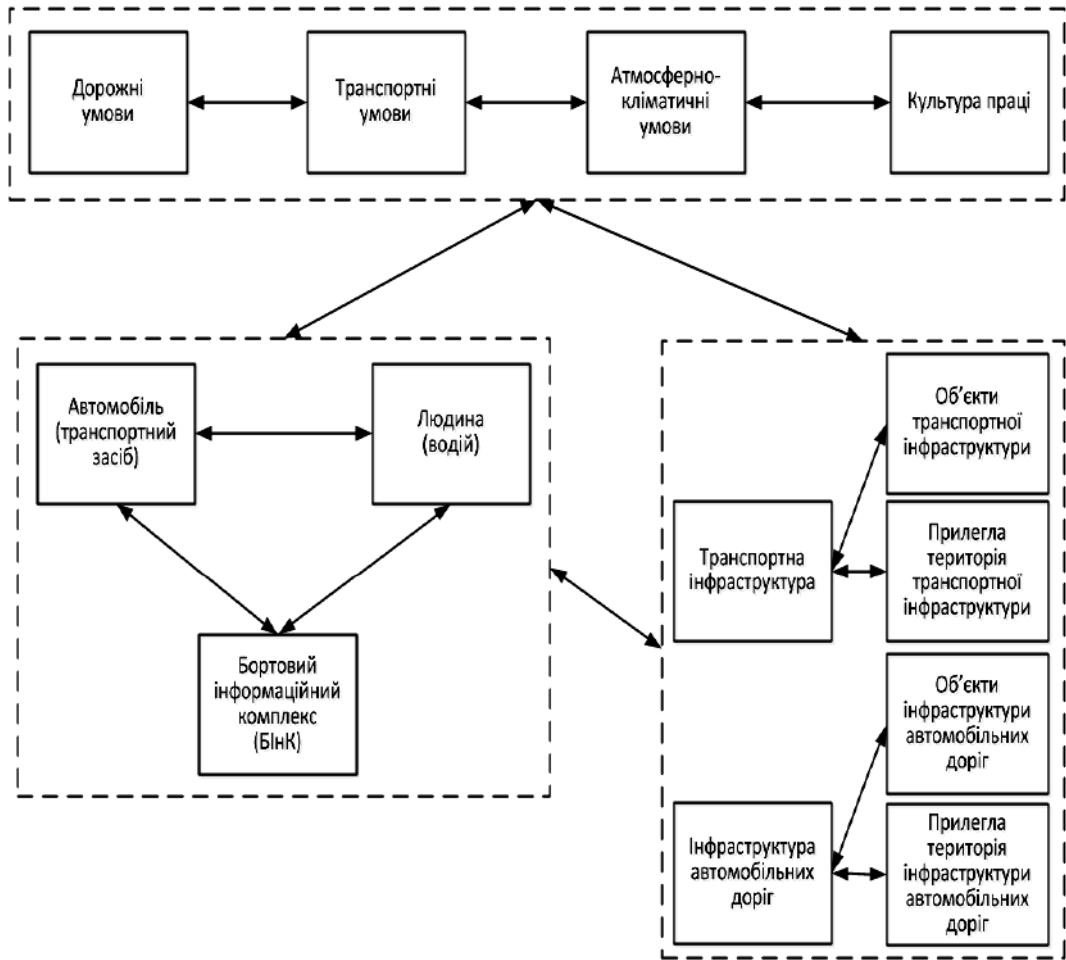 Дорожні
умови
Транспортні
умови
Атмосферно-
кліматичні
умови
Культура праці
Автомобіль
(транспортний
засіб)
Людина
(водій)
Бортовий
інформаційний
комплекс
(БІнК)
Об’єкти
транспортної
інфраструктури
Транспортна
інфраструктура
Прилегла
територія
транспортної
інфраструктури
Об’єкти
інфраструктури
автомобільних
доріг
Інфраструктура
автомобільних
доріг
Прилегла
територія
інфраструктури
автомобільних
доріг